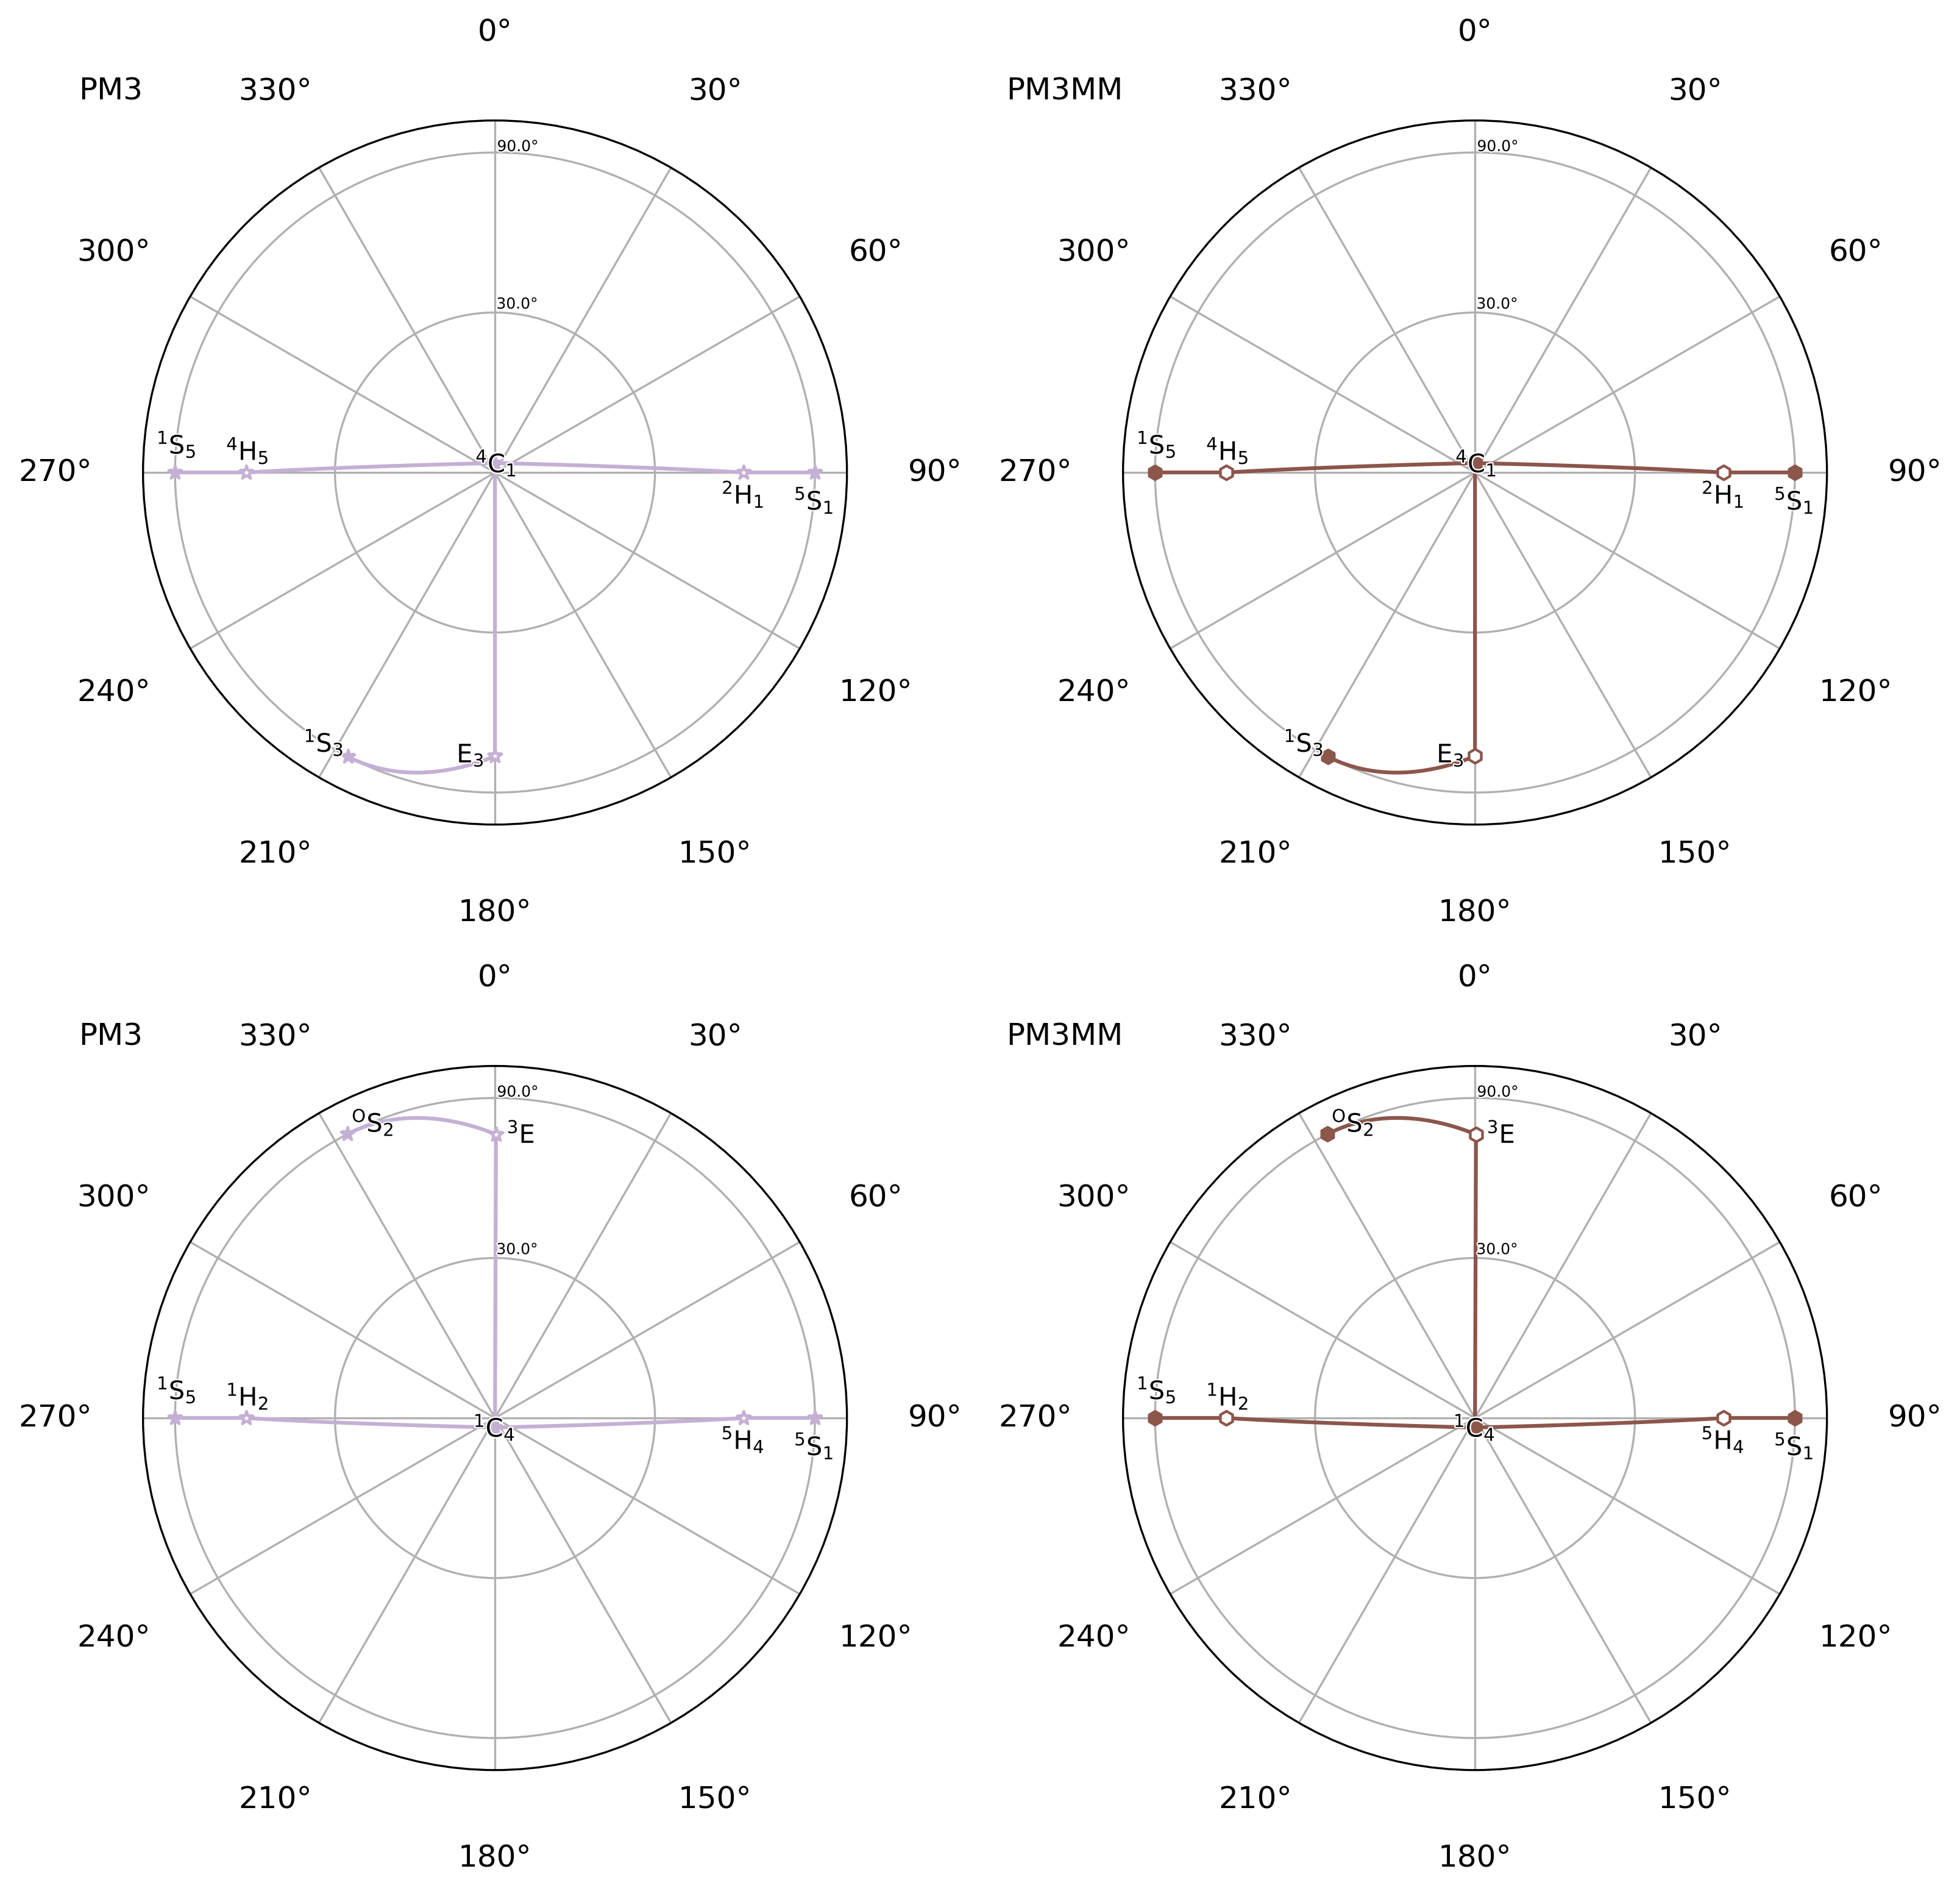 0° 0°
PM3 330° 30° PM3MM 330° 30°
90.0° 90.0°
300° 60° 300° 60°
30.0° 30.0°
¹S₅ ⁴H₅ ⁴C₁ ¹S₅ ⁴H₅ ⁴C₁
270° 90° 270° 90°
²H₁ ⁵S₁ ²H₁ ⁵S₁
240° 120° 240° 120°
¹S₃ E₃ ¹S₃ E₃
210° 150° 210° 150°
180° 180°
0° 0°
PM3 330° 30° PM3MM 330° 30°
90.0° 90.0°
ᴼS₂ ³E ᴼS₂ ³E
300° 60° 300° 60°
30.0° 30.0°
¹S₅ ¹H₂ ¹S₅ ¹H₂
270° ¹C₄ 90° 270° ¹C₄ 90°
⁵H₄ ⁵S₁ ⁵H₄ ⁵S₁
240° 120° 240° 120°
210° 150° 210° 150°
180° 180°